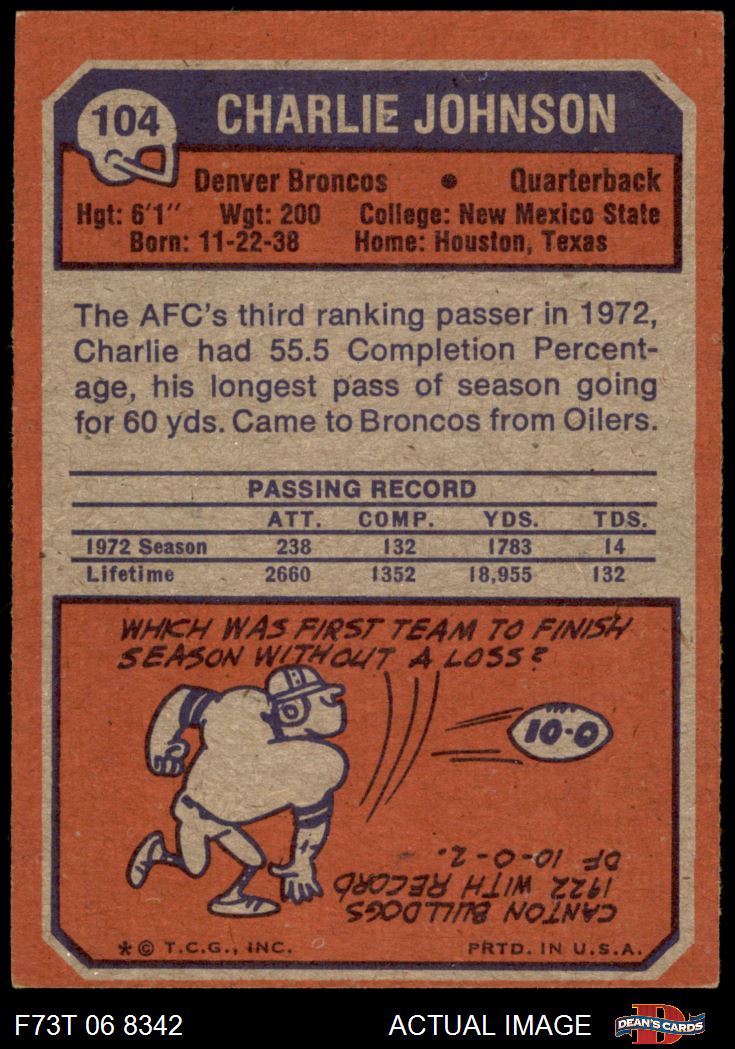 104
CHARLIE JOHNSON
Denver Broncos • Quarterback
Hgt: 6'1" Wgt: 200 College: New Mexico State
Born: 11-22-38 Home: Houston, Texas
The AFC's third ranking passer in 1972,
Charlie had 55.5 Completion Percent-
age, his longest pass of season going
for 60 yds. Came to Broncos from Oilers.
PASSING RECORD
ATT. COMP. YDS. TDS.
1972 Season 238 132 1783 14
Lifetime 2660 1352 18,955 132
WHICH WAS FIRST TEAM TO FINISH
SEASON WITHOUT A LOSS?
10-0
CANTON BULLDOGS
1922 WITH RECORD
OF 10-0-2.
* © T.C.G., INC. PRTD. IN U.S.A.
F73T 06 8342 ACTUAL IMAGE
D
DEAN'S CARDS